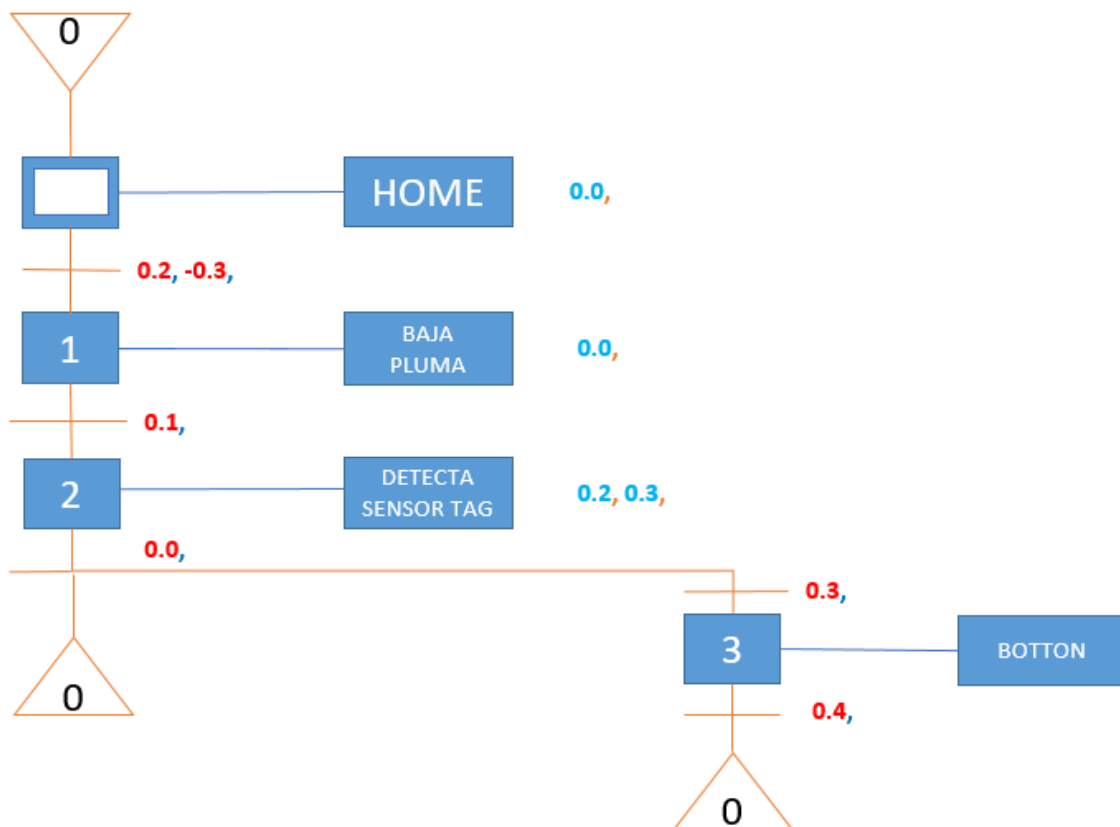 0
HOME
0.0,
0.2, -0.3,
1
BAJA
PLUMA
0.0,
0.1,
2
DETECTA
SENSOR TAG
0.2, 0.3,
0.0,
0.3,
3
BOTTON
0
0.4,
0